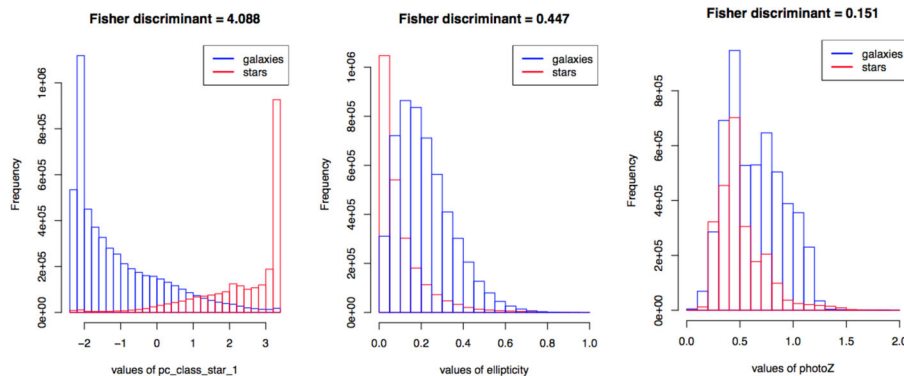 Fisher discriminant = 4.088
galaxies
stars
Frequency
0e+00
2e+05
4e+05
6e+05
8e+05
1e+06
−2
−1
0
1
2
3
values of pc_class_star_1
Fisher discriminant = 0.447
galaxies
stars
Frequency
0e+00
2e+05
4e+05
6e+05
8e+05
1e+06
0.0
0.2
0.4
0.6
0.8
1.0
values of ellipticity
Fisher discriminant = 0.151
galaxies
stars
Frequency
0e+00
2e+05
4e+05
6e+05
8e+05
0.0
0.5
1.0
1.5
2.0
values of photoZ